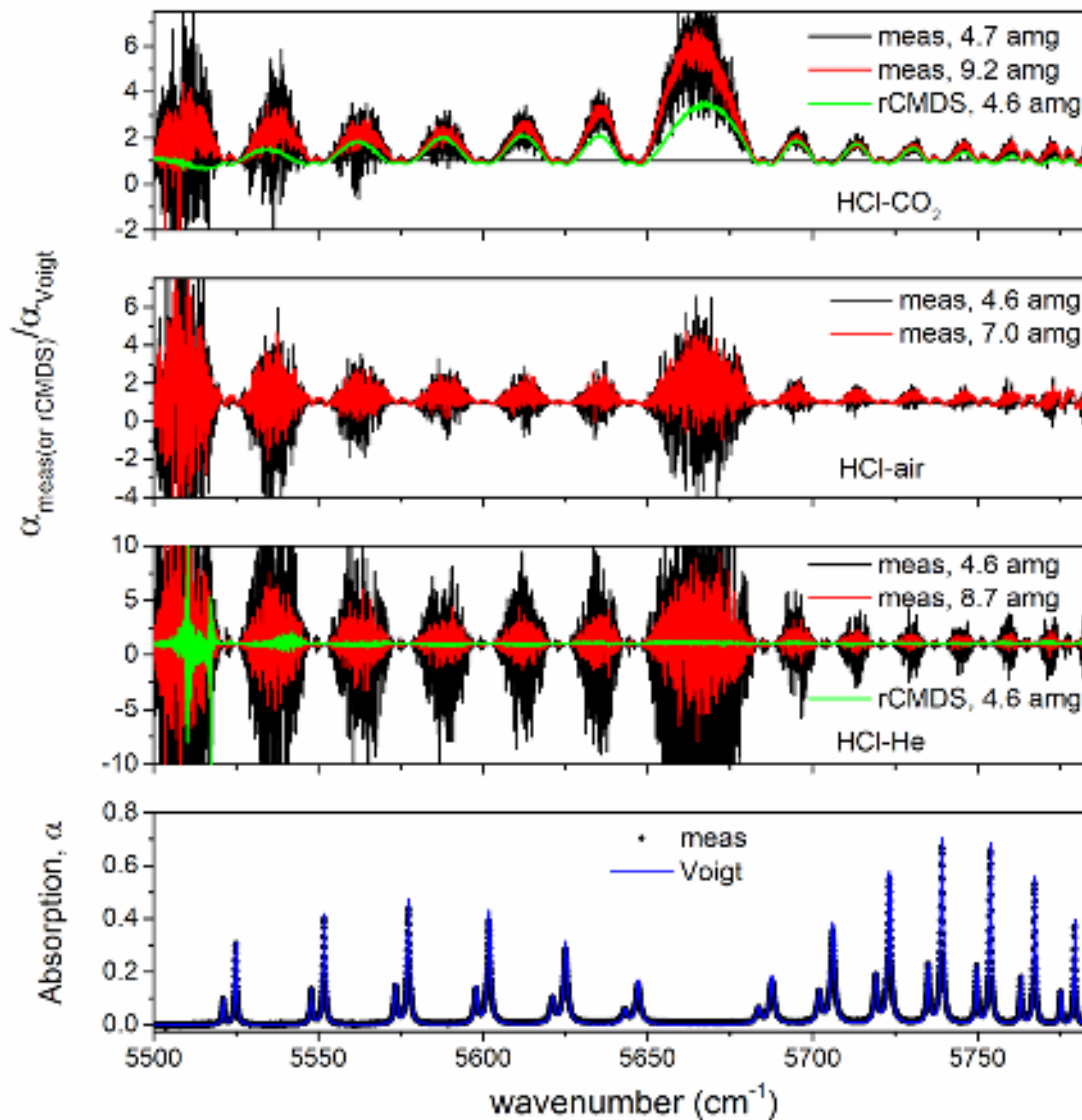 α_meas(or rCMDS)/α_Voigt
6
4
2
0
-2
meas, 4.7 amg
meas, 9.2 amg
rCMDS, 4.6 amg
HCl-CO₂
6
4
2
0
-2
-4
meas, 4.6 amg
meas, 7.0 amg
HCl-air
10
5
0
-5
-10
meas, 4.6 amg
meas, 8.7 amg
rCMDS, 4.6 amg
HCl-He
Absorption, α
0.8
0.6
0.4
0.2
0.0
meas
Voigt
5500 5550 5600 5650 5700 5750
wavenumber (cm⁻¹)